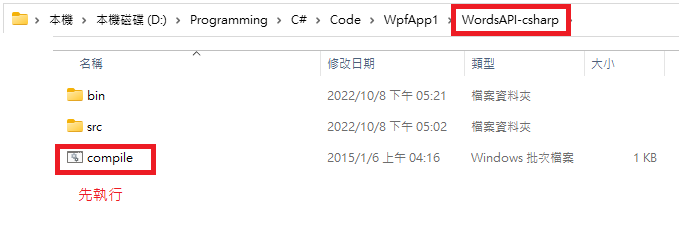 本機 › 本機磁碟 (D:) › Programming › C# › Code › WpfApp1 › WordsAPI-csharp ›
名稱 修改日期 類型 大小
bin 2022/10/8 下午 05:21 檔案資料夾
src 2022/10/8 下午 05:02 檔案資料夾
compile 2015/1/6 上午 04:16 Windows 批次檔案 1 KB
先執行